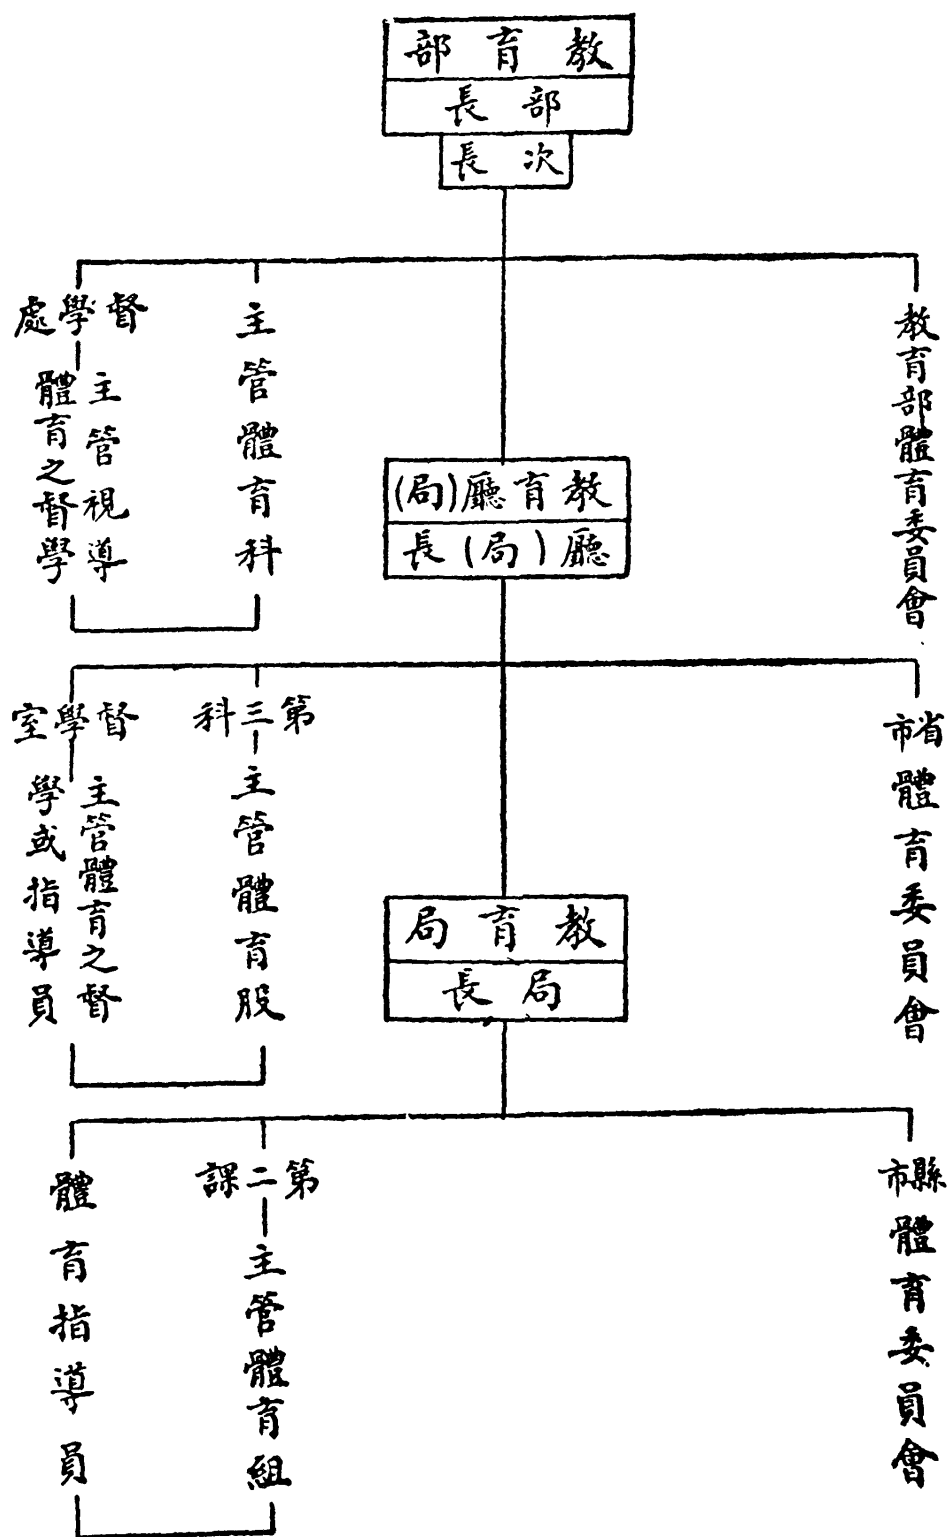 教育部
部長
次長
教育部體育委員會
主管體育科
督學處
主管視導
體育之督學
教育廳(局)
廳(局)長
省市體育委員會
第三科
主管體育股
督學室
主管體育之督
學或指導員
教育局
局長
縣市體育委員會
第二課
主管體育組
體育指導員